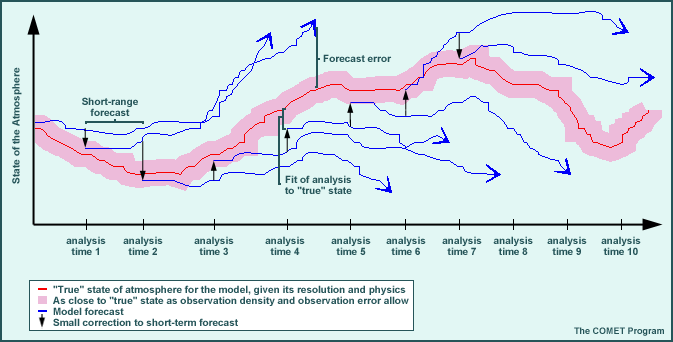 State of the Atmosphere
Short-range
forecast
Forecast error
Fit of analysis
to "true" state
analysis
time 1
analysis
time 2
analysis
time 3
analysis
time 4
analysis
time 5
analysis
time 6
analysis
time 7
analysis
time 8
analysis
time 9
analysis
time 10
"True" state of atmosphere for the model, given its resolution and physics
As close to "true" state as observation density and observation error allow
Model forecast
Small correction to short-term forecast
The COMET Program